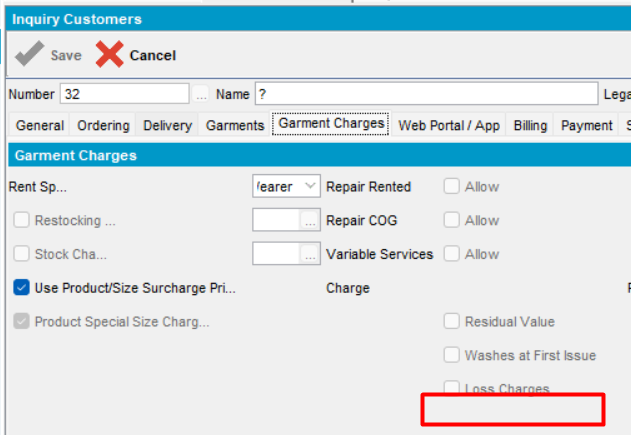 Inquiry Customers
Save Cancel
Number 32 ... Name ? Lega
General Ordering Delivery Garments Garment Charges Web Portal / App Billing Payment S
Garment Charges
Rent Sp... earer Repair Rented Allow
Restocking ... ... Repair COG Allow
Stock Cha... ... Variable Services Allow
Use Product/Size Surcharge Pri... Charge
Product Special Size Charg... Residual Value
Washes at First Issue
Loss Charges